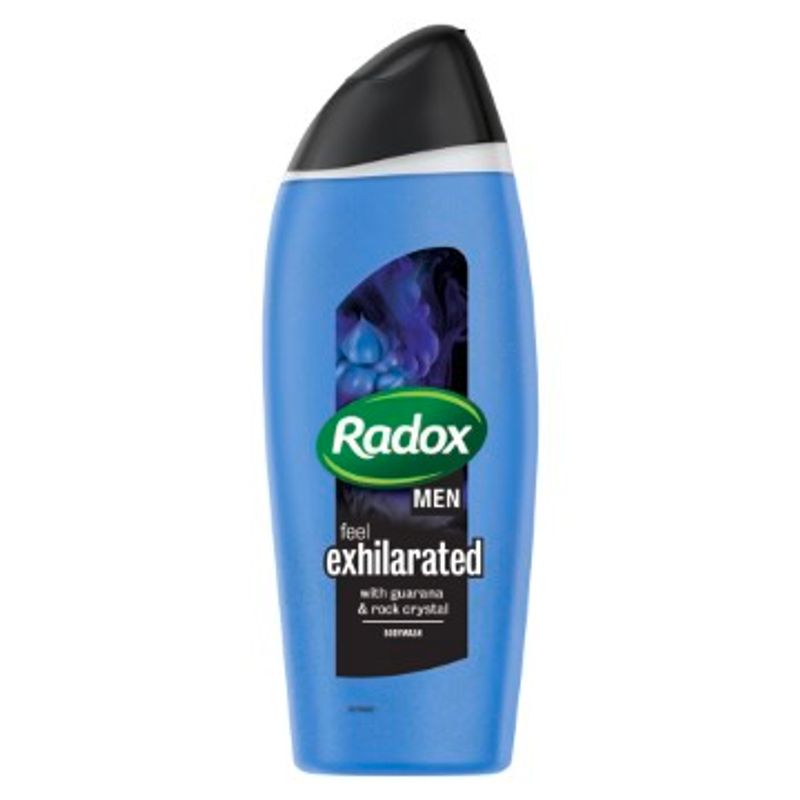 Radox
MEN
feel
exhilarated
with guarana
& rock crystal
BODYWASH